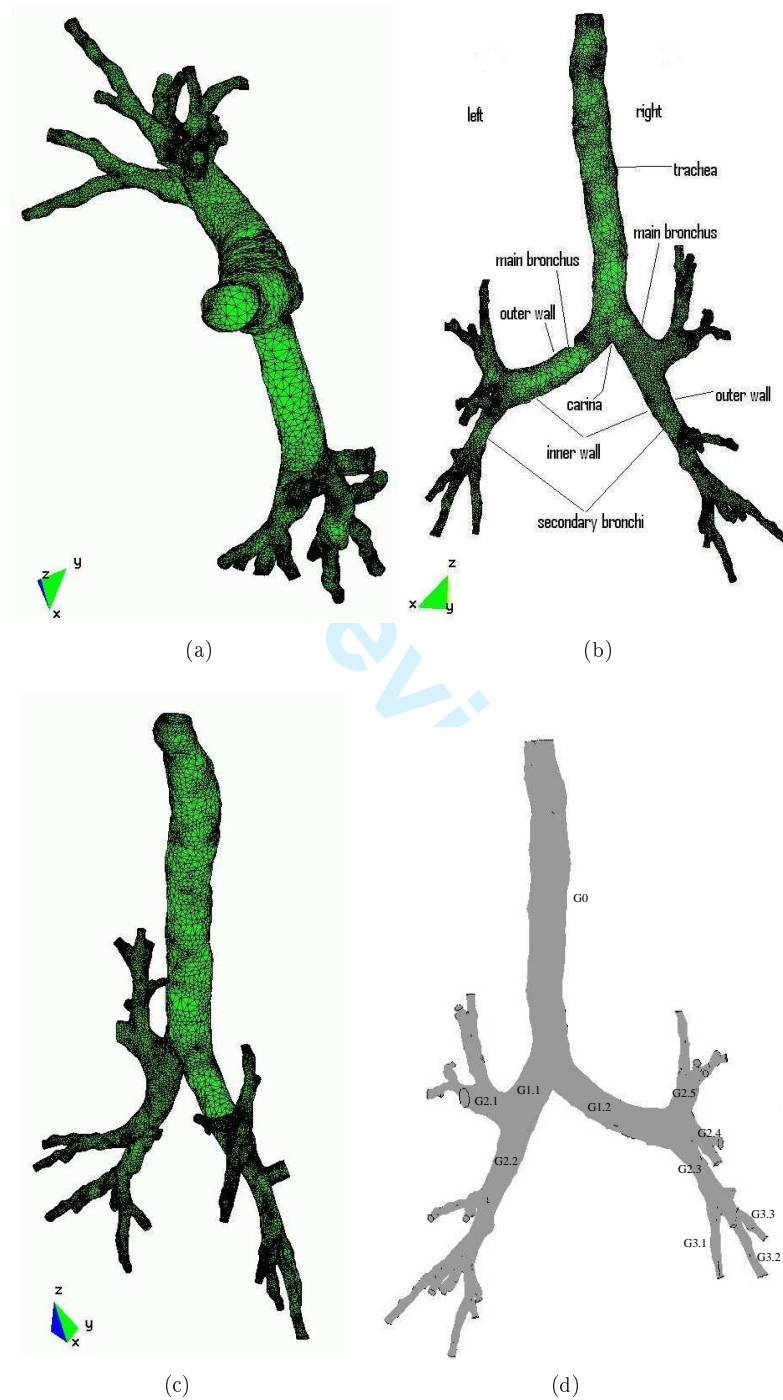 left
right
trachea
main bronchus
main bronchus
outer wall
outer wall
carina
inner wall
secondary bronchi
z
y
x
z
x
y
(a)
(b)
evi
G0
G1.1
G1.2
G2.1
G2.5
G2.4
G2.2
G2.3
G3.3
G3.1
G3.2
z
y
x
(c)
(d)